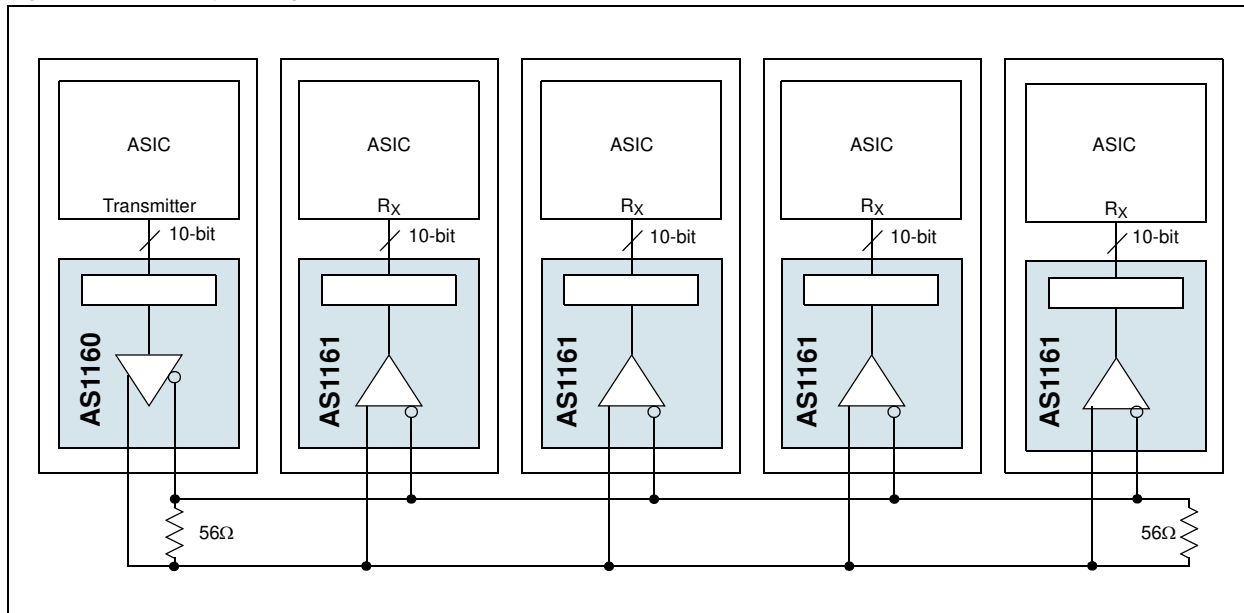 ASIC
Transmitter
10-bit
AS1160
ASIC
RX
10-bit
AS1161
ASIC
RX
10-bit
AS1161
ASIC
RX
10-bit
AS1161
ASIC
RX
10-bit
AS1161
56Ω
56Ω